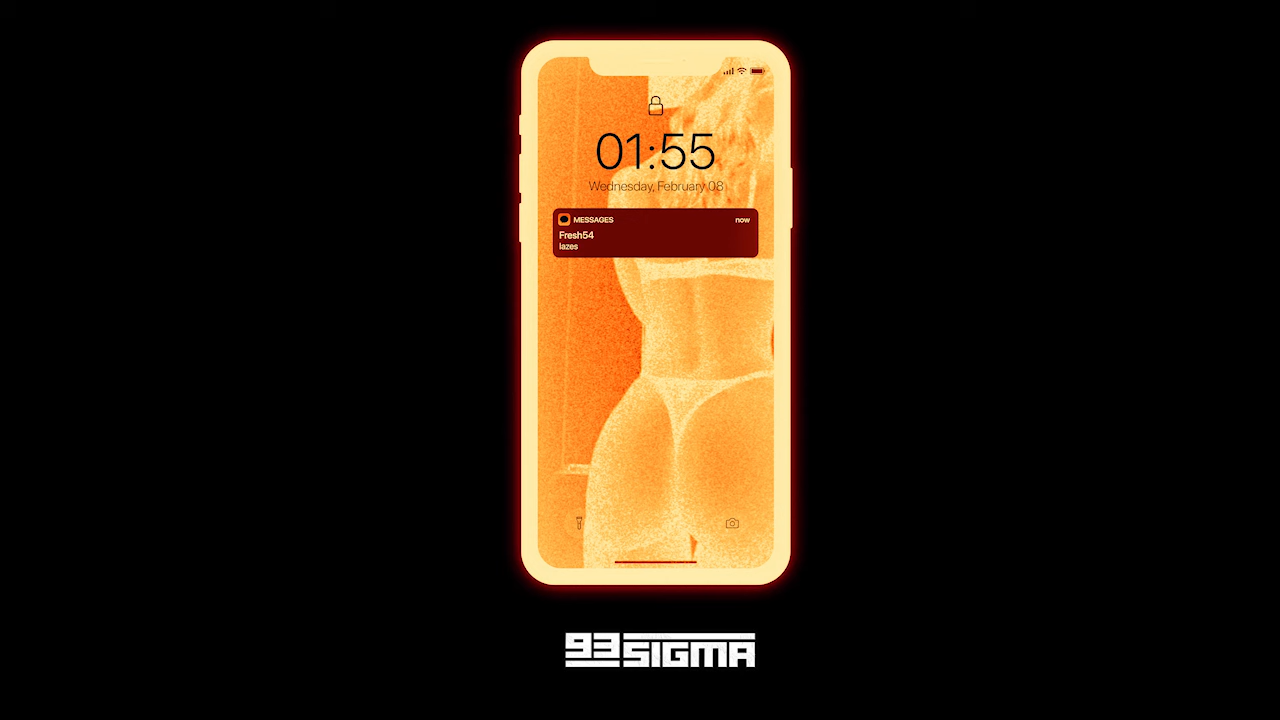 01:55
Wednesday, February 08
MESSAGES now
Fresh54
lazes
93SIGMA